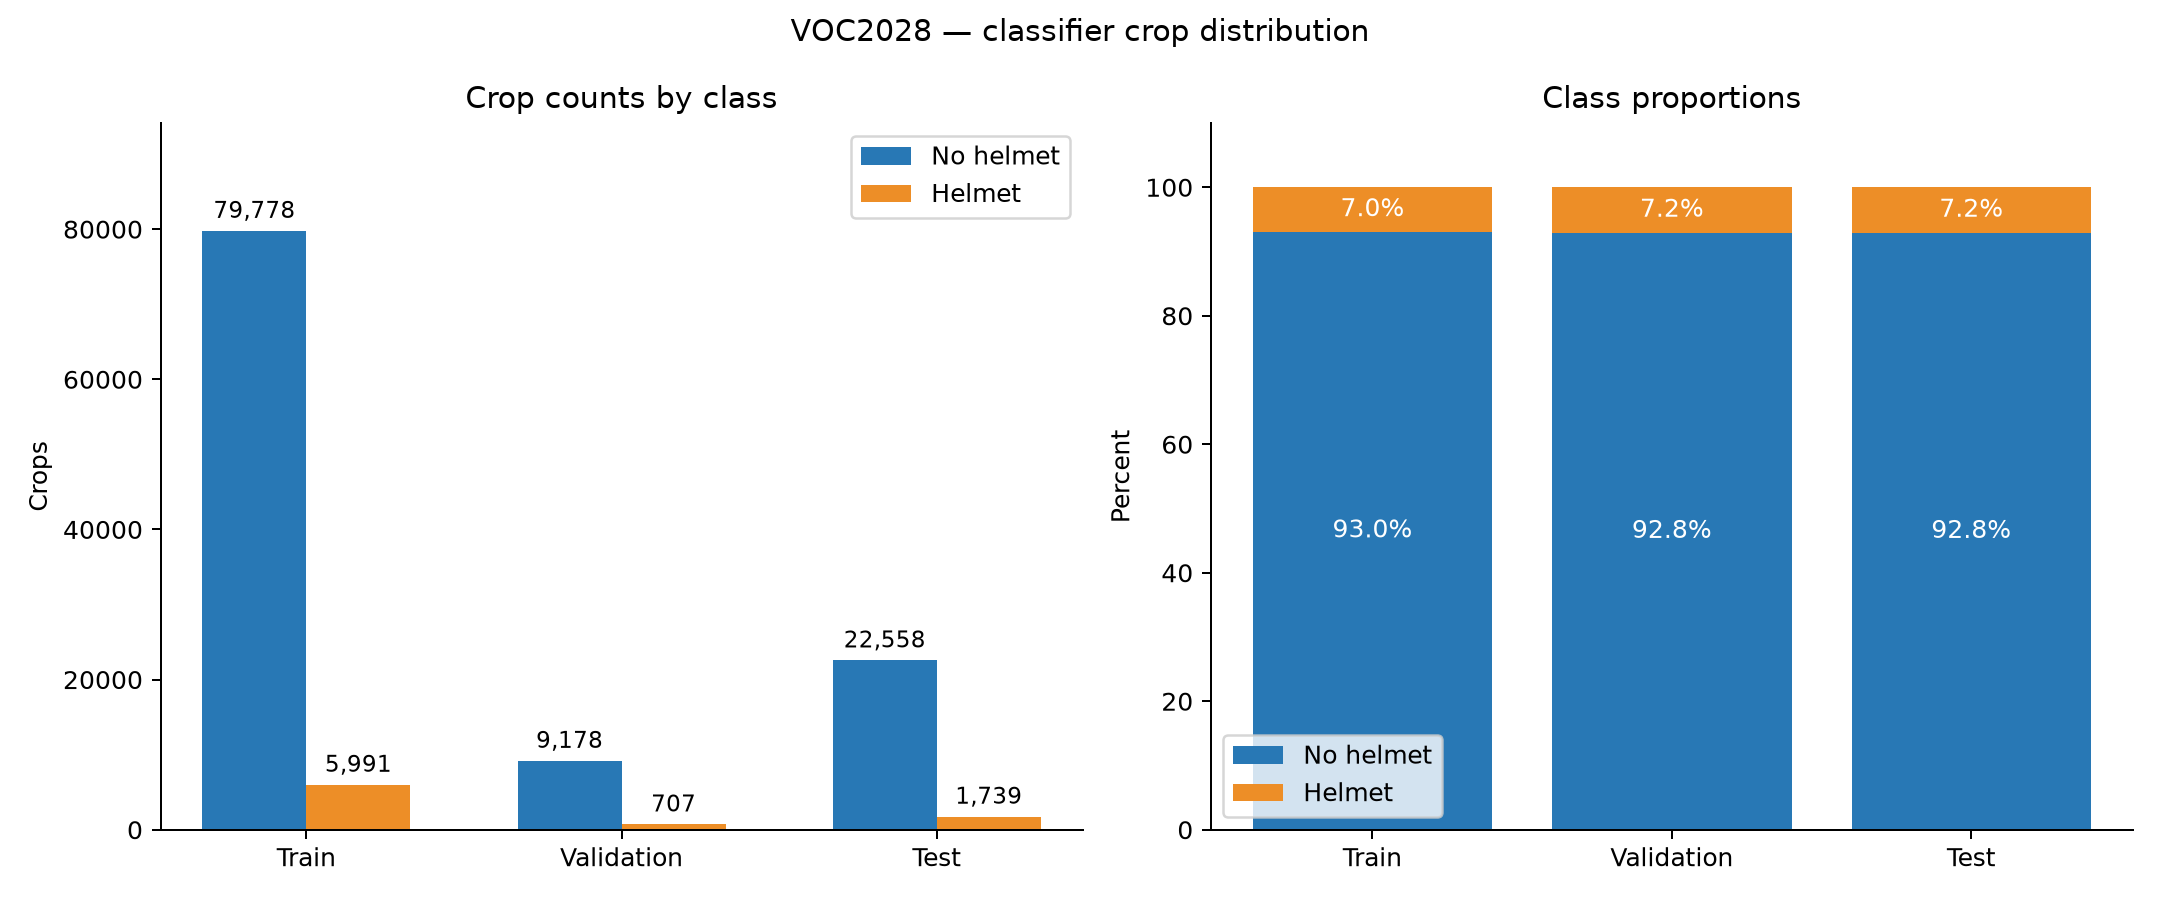 VOC2028 — classifier crop distribution
Crop counts by class
No helmet
Helmet
79,778
5,991
9,178
707
22,558
1,739
80000
60000
40000
20000
0
Crops
Train
Validation
Test
Class proportions
100
80
60
40
20
0
Percent
7.0%
7.2%
7.2%
93.0%
92.8%
92.8%
No helmet
Helmet
Train
Validation
Test